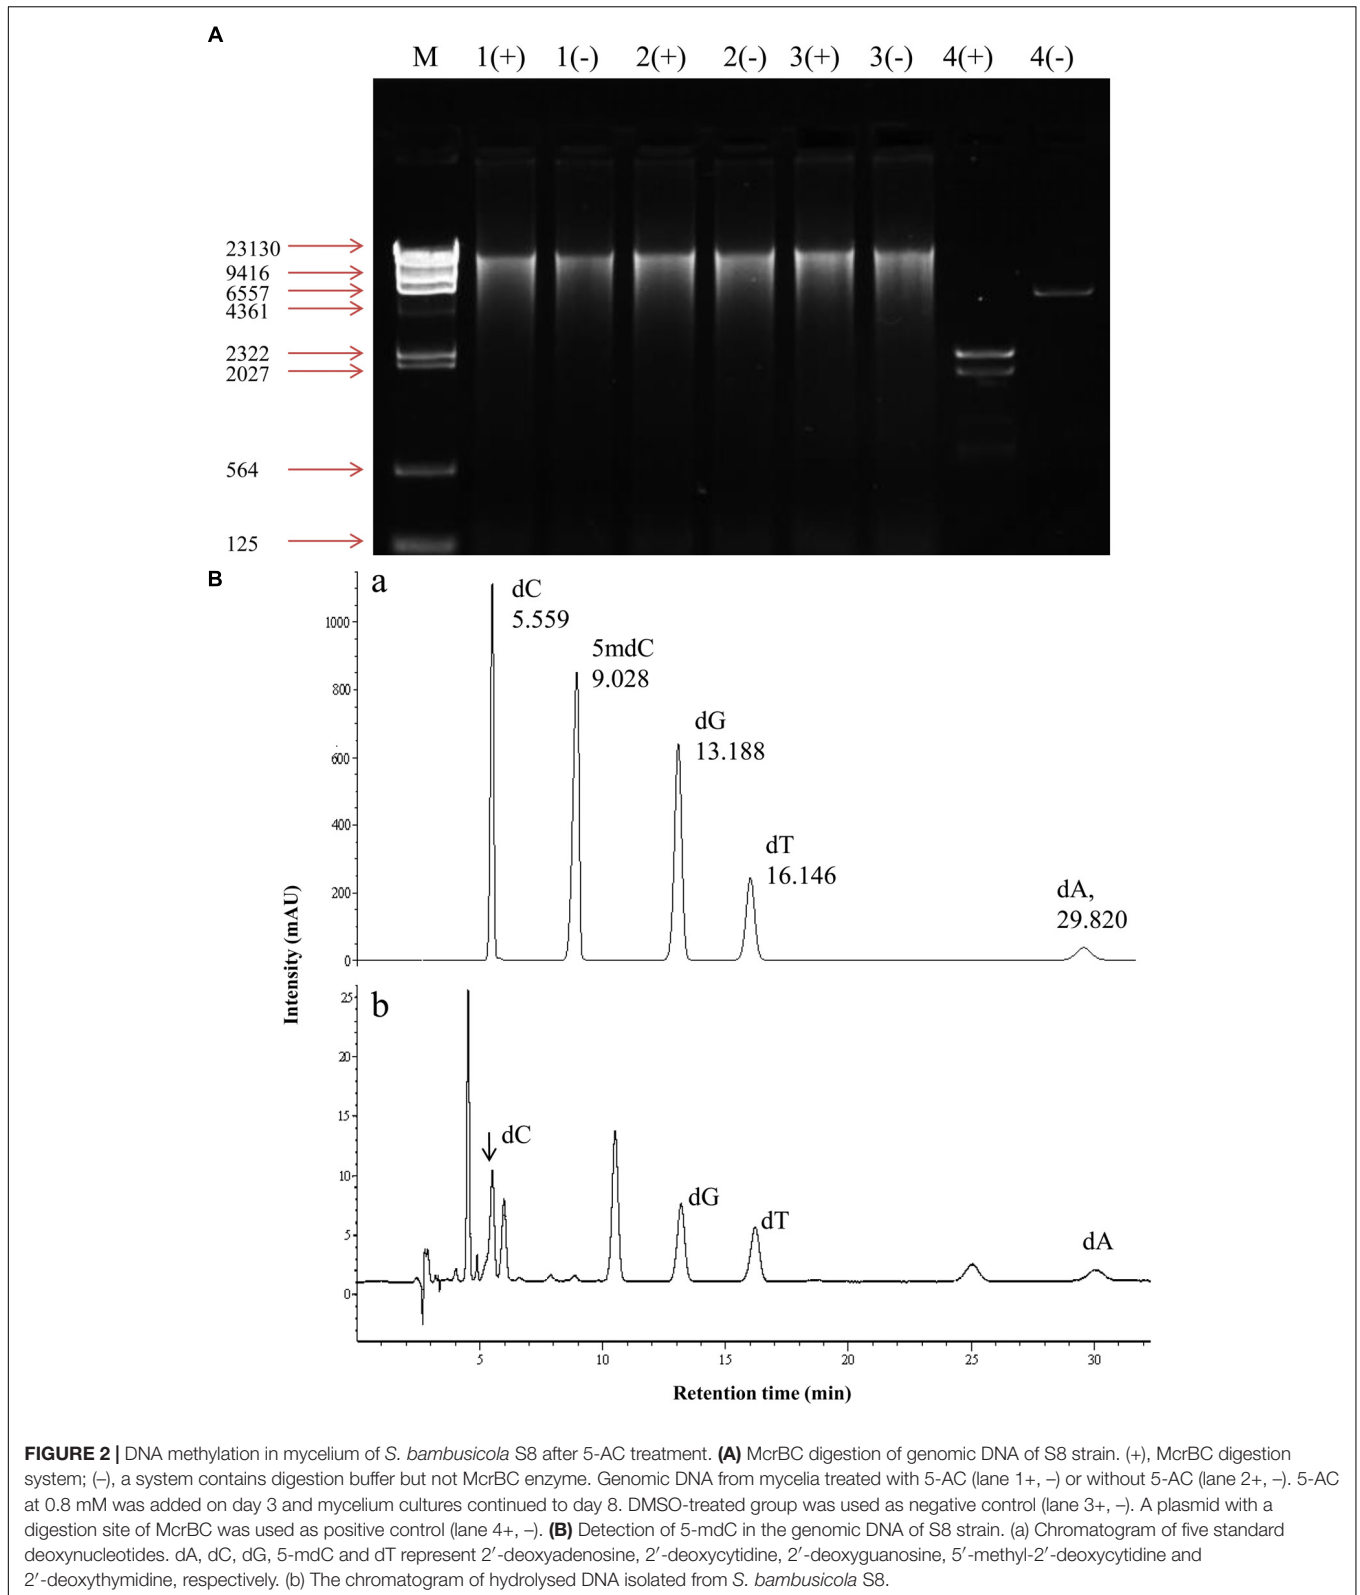 A
M 1(+) 1(-) 2(+) 2(-) 3(+) 3(-) 4(+) 4(-)
23130
9416
6557
4361
2322
2027
564
125
B
a
dC
5.559
5mdC
9.028
dG
13.188
dT
16.146
dA,
29.820
1000
800
600
400
200
0
Intensity (mAU)
b
dC
dG
dT
dA
25
20
15
10
5
0
5 10 15 20 25 30
Retention time (min)
FIGURE 2 | DNA methylation in mycelium of S. bambusicola S8 after 5-AC treatment. (A) McrBC digestion of genomic DNA of S8 strain. (+), McrBC digestion
system; (–), a system contains digestion buffer but not McrBC enzyme. Genomic DNA from mycelia treated with 5-AC (lane 1+, –) or without 5-AC (lane 2+, –). 5-AC
at 0.8 mM was added on day 3 and mycelium cultures continued to day 8. DMSO-treated group was used as negative control (lane 3+, –). A plasmid with a
digestion site of McrBC was used as positive control (lane 4+, –). (B) Detection of 5-mdC in the genomic DNA of S8 strain. (a) Chromatogram of five standard
deoxynucleotides. dA, dC, dG, 5-mdC and dT represent 2′-deoxyadenosine, 2′-deoxycytidine, 2′-deoxyguanosine, 5′-methyl-2′-deoxycytidine and
2′-deoxythymidine, respectively. (b) The chromatogram of hydrolysed DNA isolated from S. bambusicola S8.